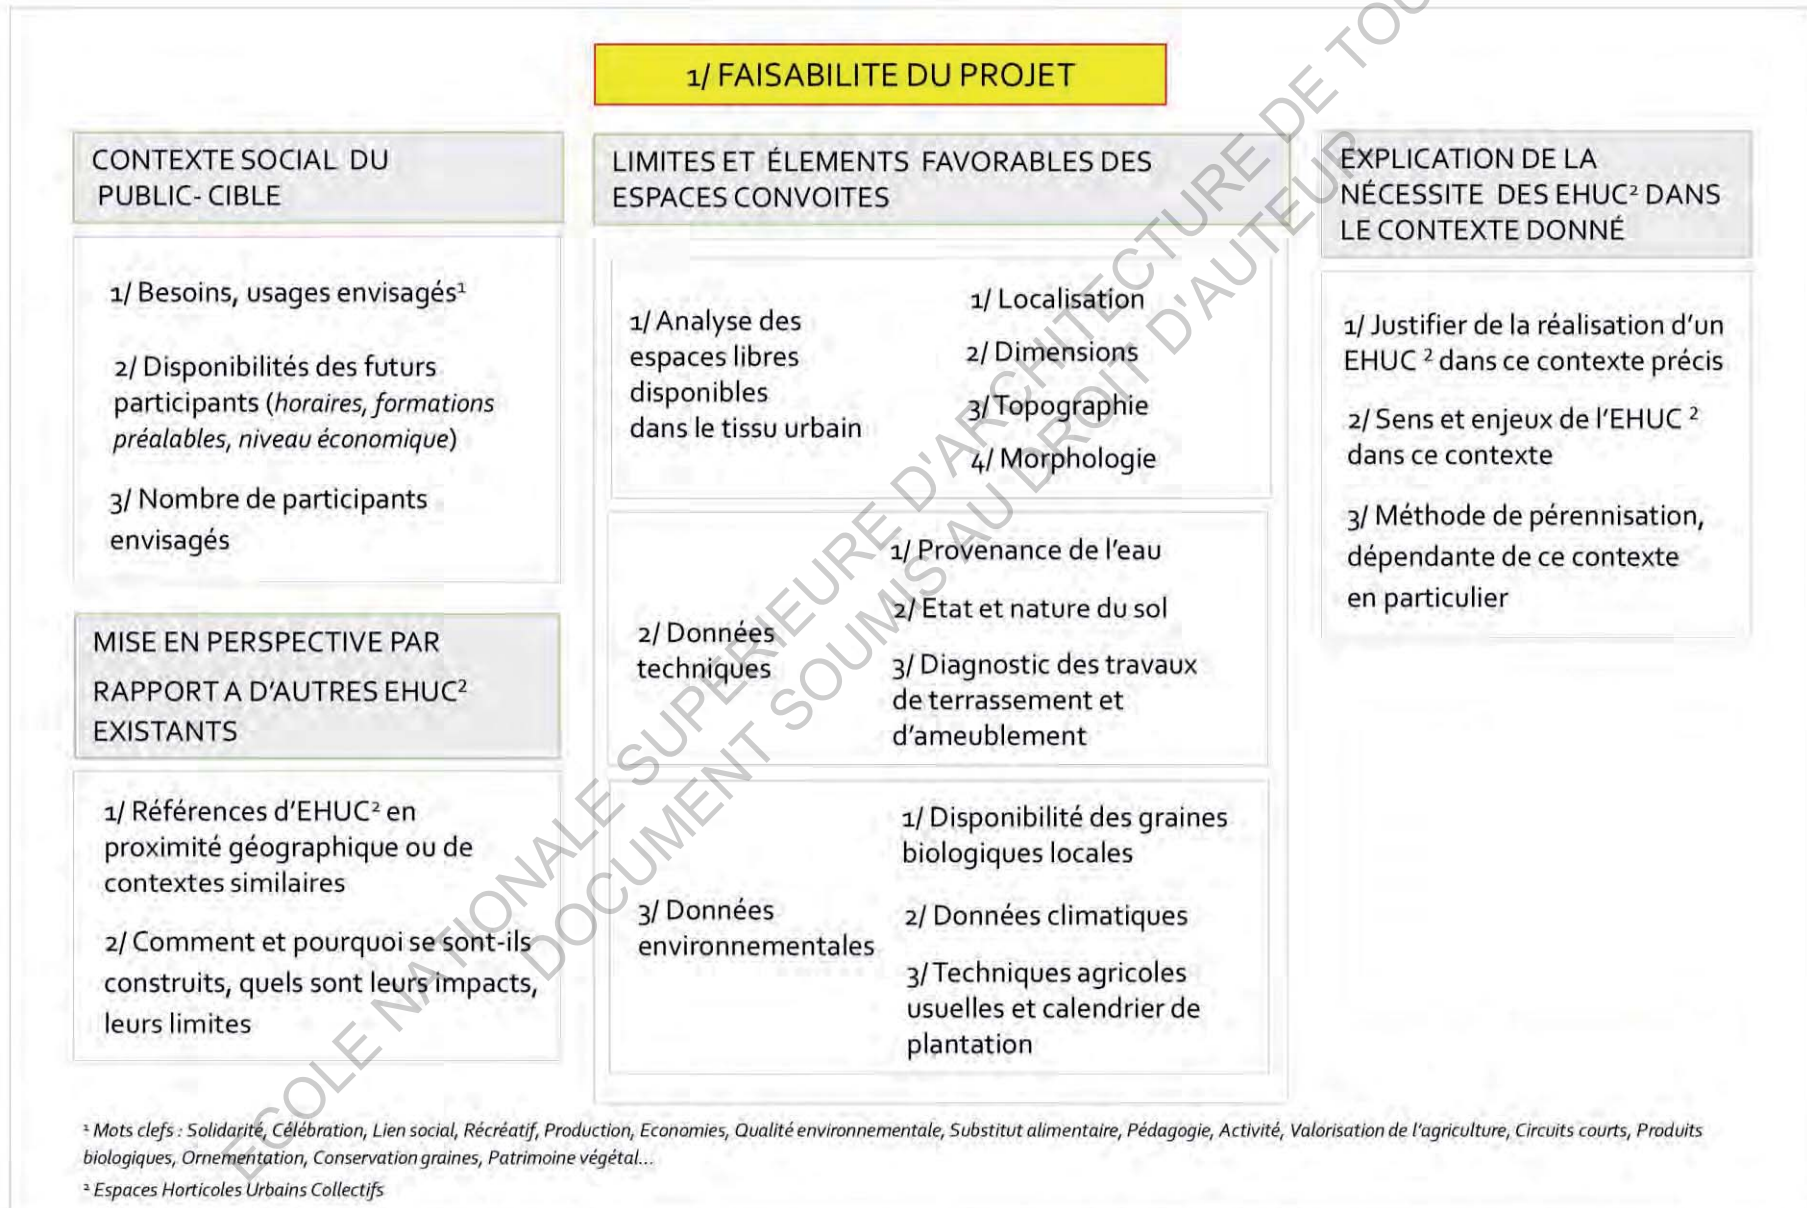 1/ FAISABILITE DU PROJET
CONTEXTE SOCIAL DU
PUBLIC- CIBLE
1/ Besoins, usages envisagés¹
2/ Disponibilités des futurs
participants (horaires, formations
préalables, niveau économique)
3/ Nombre de participants
envisagés
MISE EN PERSPECTIVE PAR
RAPPORT A D'AUTRES EHUC²
EXISTANTS
1/ Références d'EHUC² en
proximité géographique ou de
contextes similaires
2/ Comment et pourquoi se sont-ils
construits, quels sont leurs impacts,
leurs limites
LIMITES ET ÉLEMENTS FAVORABLES DES
ESPACES CONVOITES
1/ Analyse des
espaces libres
disponibles
dans le tissu urbain
1/ Localisation
2/ Dimensions
3/ Topographie
4/ Morphologie
2/ Données
techniques
1/ Provenance de l'eau
2/ Etat et nature du sol
3/ Diagnostic des travaux
de terrassement et
d'ameublement
3/ Données
environnementales
1/ Disponibilité des graines
biologiques locales
2/ Données climatiques
3/ Techniques agricoles
usuelles et calendrier de
plantation
EXPLICATION DE LA
NÉCESSITE DES EHUC² DANS
LE CONTEXTE DONNÉ
1/ Justifier de la réalisation d'un
EHUC ² dans ce contexte précis
2/ Sens et enjeux de l'EHUC ²
dans ce contexte
3/ Méthode de pérennisation,
dépendante de ce contexte
en particulier
¹ Mots clefs : Solidarité, Célébration, Lien social, Récréatif, Production, Economies, Qualité environnementale, Substitut alimentaire, Pédagogie, Activité, Valorisation de l'agriculture, Circuits courts, Produits
biologiques, Ornementation, Conservation graines, Patrimoine végétal...
² Espaces Horticoles Urbains Collectifs
ECOLE NATIONALE SUPERIEURE D'ARCHITECTURE DE
DOCUMENT SOUMIS AU DROIT D'AUTEUR